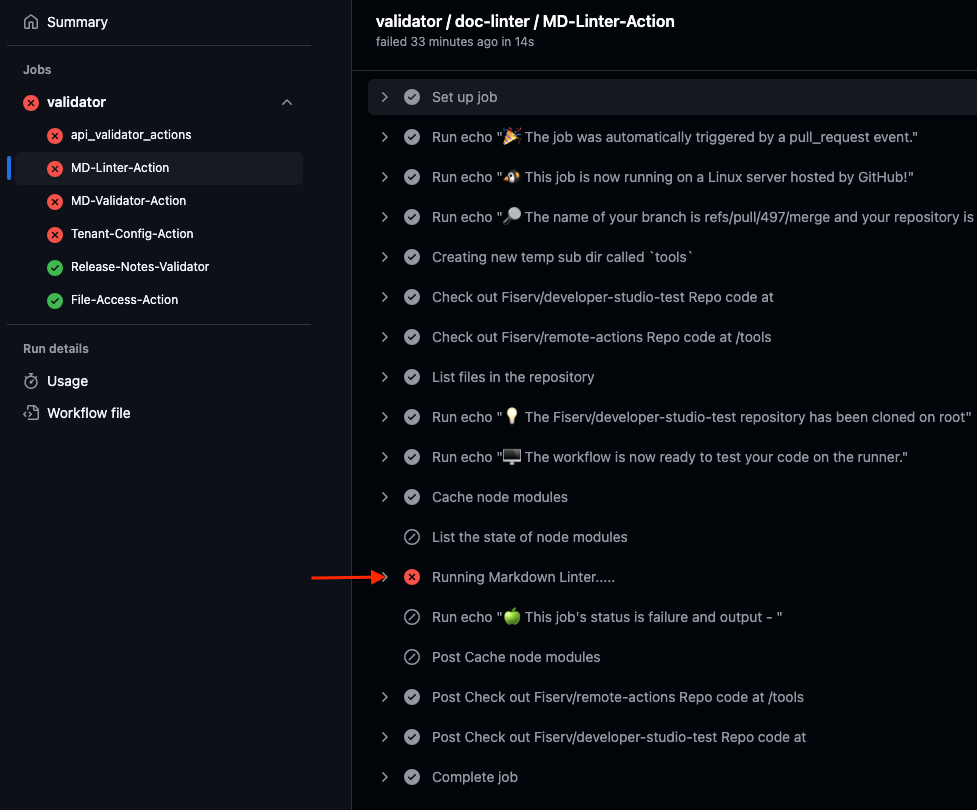 Summary
Jobs
validator
api_validator_actions
MD-Linter-Action
MD-Validator-Action
Tenant-Config-Action
Release-Notes-Validator
File-Access-Action
Run details
Usage
Workflow file
validator / doc-linter / MD-Linter-Action
failed 33 minutes ago in 14s
Set up job
Run echo "🎉 The job was automatically triggered by a pull_request event."
Run echo "🐧 This job is now running on a Linux server hosted by GitHub!"
Run echo "🔎 The name of your branch is refs/pull/497/merge and your repository is
Creating new temp sub dir called `tools`
Check out Fiserv/developer-studio-test Repo code at
Check out Fiserv/remote-actions Repo code at /tools
List files in the repository
Run echo "💡 The Fiserv/developer-studio-test repository has been cloned on root"
Run echo "🖥️ The workflow is now ready to test your code on the runner."
Cache node modules
List the state of node modules
Running Markdown Linter.....
Run echo "🍏 This job's status is failure and output - "
Post Cache node modules
Post Check out Fiserv/remote-actions Repo code at /tools
Post Check out Fiserv/developer-studio-test Repo code at
Complete job